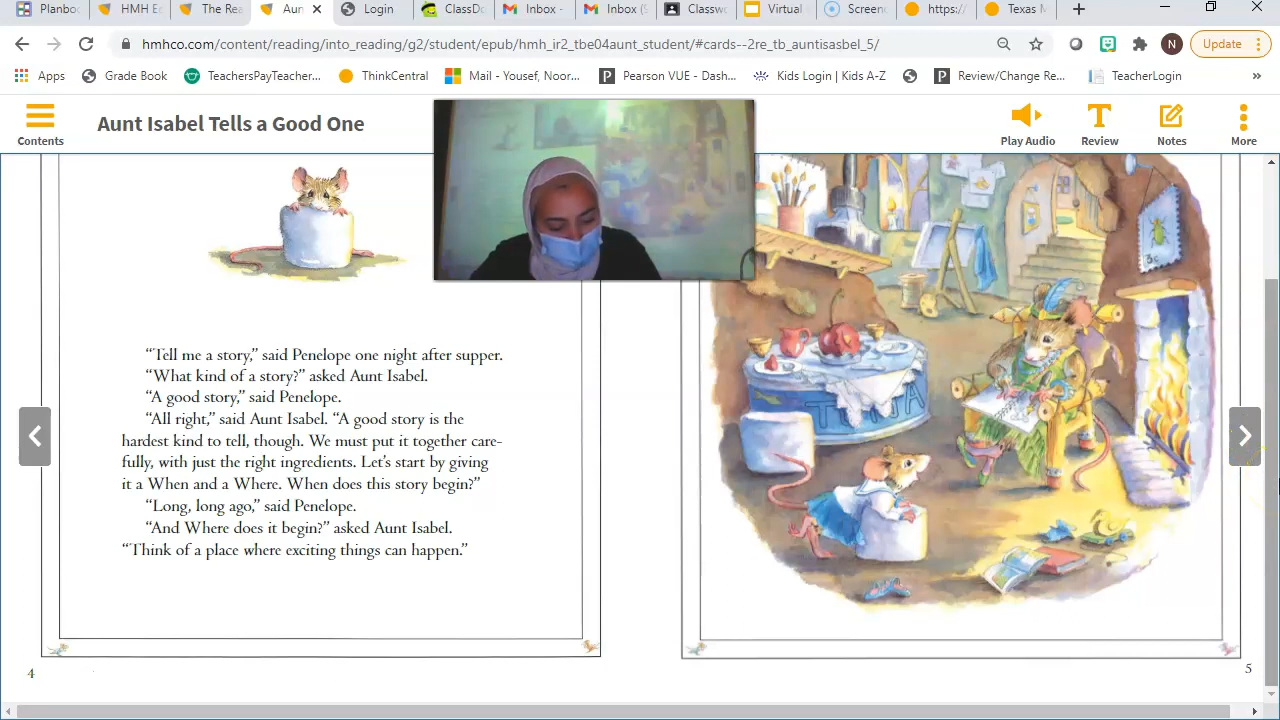 Planboo
HMH E
The Rea
Aun
Login
ClassDo
Inbox -
Inbox (9
Classw
Virtual
Screen
https:/
Texas M
hmhco.com/content/reading/into_reading_v2/student/epub/hmh_ir2_tbe04aunt_student/#cards--2re_tb_auntisabel_5/
N
Update
Apps
Grade Book
TeachersPayTeacher...
ThinkCentral
Mail - Yousef, Noor...
Pearson VUE - Das...
Kids Login | Kids A-Z
Review/Change Re...
TeacherLogin
»
Contents
Aunt Isabel Tells a Good One
Play Audio
Review
Notes
More
“Tell me a story,” said Penelope one night after supper.
“What kind of a story?” asked Aunt Isabel.
“A good story,” said Penelope.
“All right,” said Aunt Isabel. “A good story is the
hardest kind to tell, though. We must put it together care-
fully, with just the right ingredients. Let’s start by giving
it a When and a Where. When does this story begin?”
“Long, long ago,” said Penelope.
“And Where does it begin?” asked Aunt Isabel.
“Think of a place where exciting things can happen.”
4
5